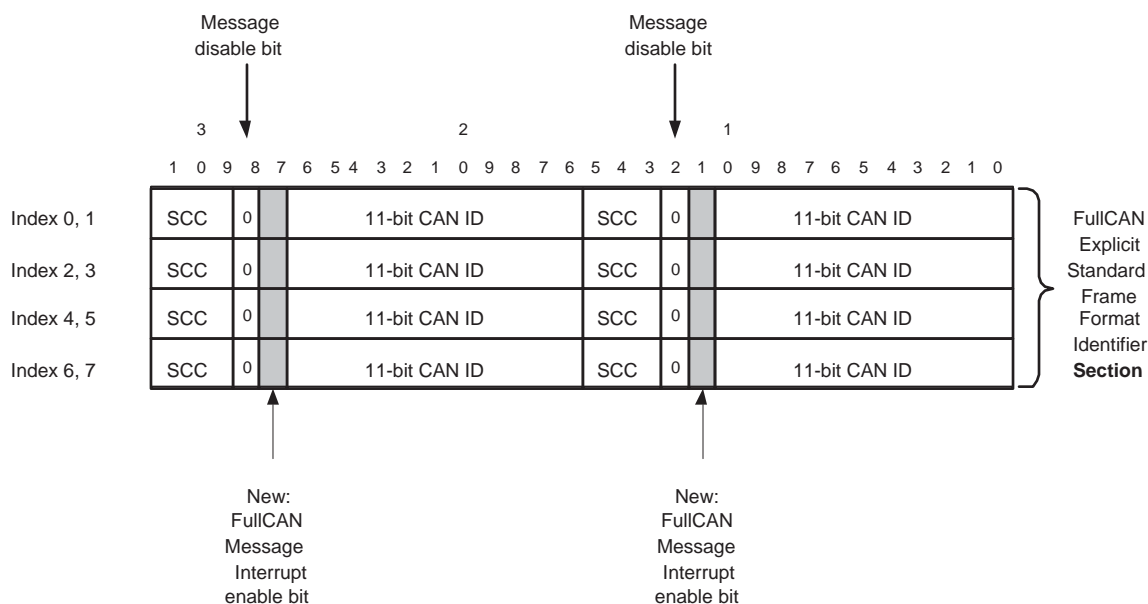 Message
disable bit
Message
disable bit
3 2 1
1 0 9 8 7 6 5 4 3 2 1 0 9 8 7 6 5 4 3 2 1 0 9 8 7 6 5 4 3 2 1 0
Index 0, 1 SCC 0 11-bit CAN ID SCC 0 11-bit CAN ID
Index 2, 3 SCC 0 11-bit CAN ID SCC 0 11-bit CAN ID
Index 4, 5 SCC 0 11-bit CAN ID SCC 0 11-bit CAN ID
Index 6, 7 SCC 0 11-bit CAN ID SCC 0 11-bit CAN ID
FullCAN
Explicit
Standard
Frame
Format
Identifier
Section
New:
FullCAN
Message
Interrupt
enable bit
New:
FullCAN
Message
Interrupt
enable bit